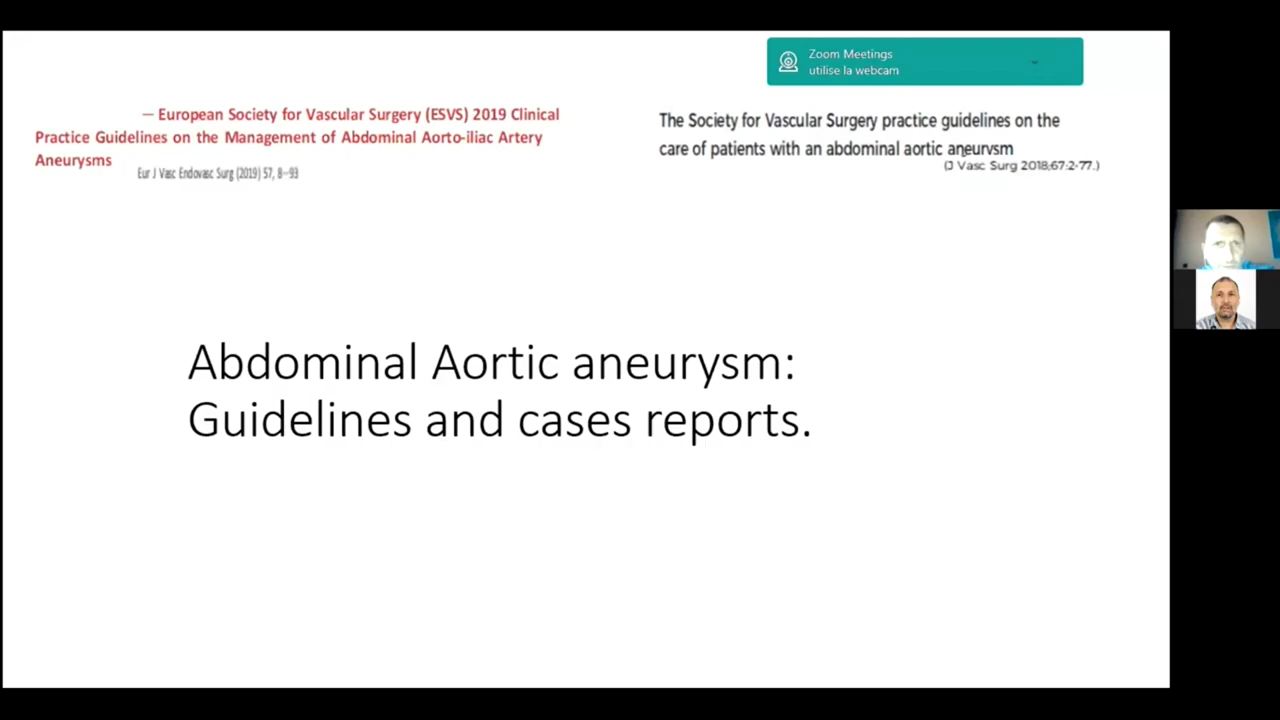 Zoom Meetings
utilise la webcam
— European Society for Vascular Surgery (ESVS) 2019 Clinical
Practice Guidelines on the Management of Abdominal Aorto-iliac Artery
Aneurysms
Eur J Vasc Endovasc Surg (2019) 57, 8–93
The Society for Vascular Surgery practice guidelines on the
care of patients with an abdominal aortic aneurysm
(J Vasc Surg 2018;67:2-77.)
Abdominal Aortic aneurysm:
Guidelines and cases reports.